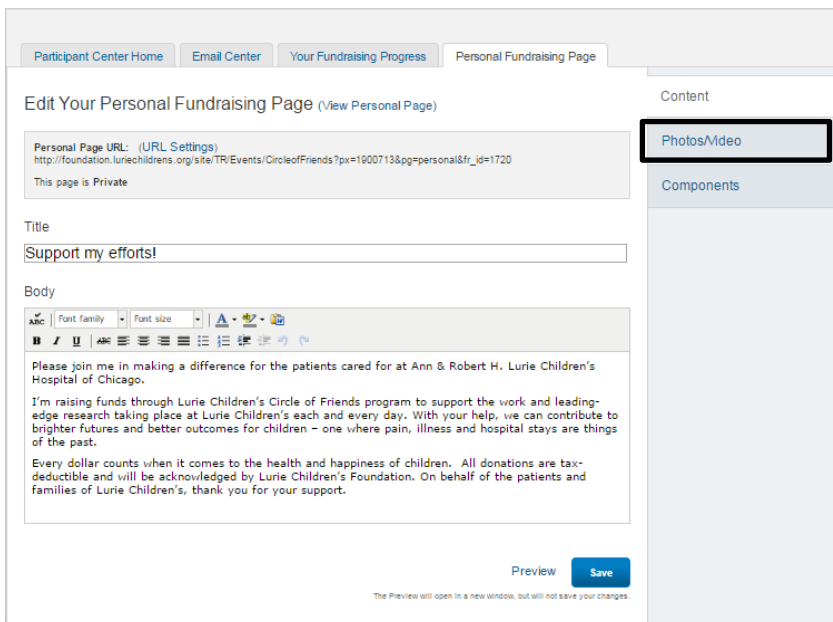 Participant Center Home Email Center Your Fundraising Progress Personal Fundraising Page
Edit Your Personal Fundraising Page (View Personal Page)
Personal Page URL: (URL Settings)
http://foundation.luriechildrens.org/site/TR/Events/CircleofFriends?px=1900713&pg=personal&fr_id=1720
This page is Private
Title
Support my efforts!
Body
ABC Font family Font size A ab
B I U ABC
Please join me in making a difference for the patients cared for at Ann & Robert H. Lurie Children's
Hospital of Chicago.
I'm raising funds through Lurie Children's Circle of Friends program to support the work and leading-
edge research taking place at Lurie Children's each and every day. With your help, we can contribute to
brighter futures and better outcomes for children – one where pain, illness and hospital stays are things
of the past.
Every dollar counts when it comes to the health and happiness of children.  All donations are tax-
deductible and will be acknowledged by Lurie Children's Foundation. On behalf of the patients and
families of Lurie Children's, thank you for your support.
Preview Save
The Preview will open in a new window, but will not save your changes.
Content
Photos/Video
Components